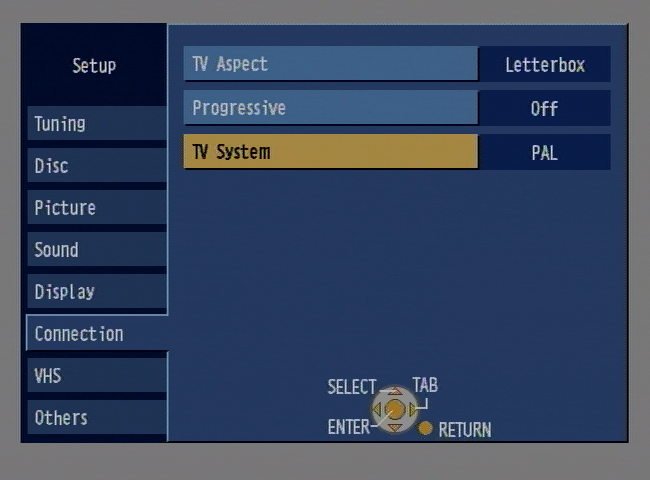 Setup
Tuning
Disc
Picture
Sound
Display
Connection
VHS
Others
TV Aspect Letterbox
Progressive Off
TV System PAL
SELECT TAB
ENTER RETURN